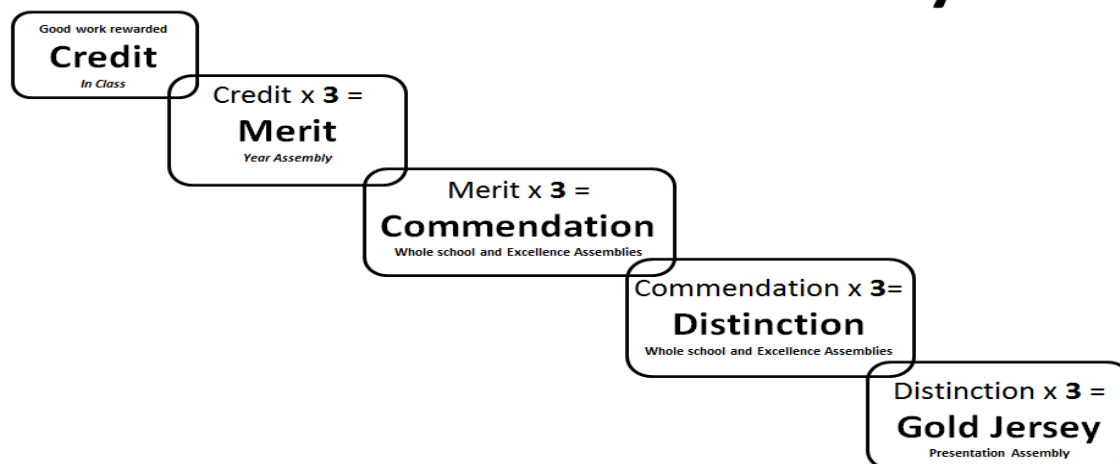 Good work rewarded
Credit
In Class
Credit x 3 =
Merit
Year Assembly
Merit x 3 =
Commendation
Whole school and Excellence Assemblies
Commendation x 3=
Distinction
Whole school and Excellence Assemblies
Distinction x 3 =
Gold Jersey
Presentation Assembly